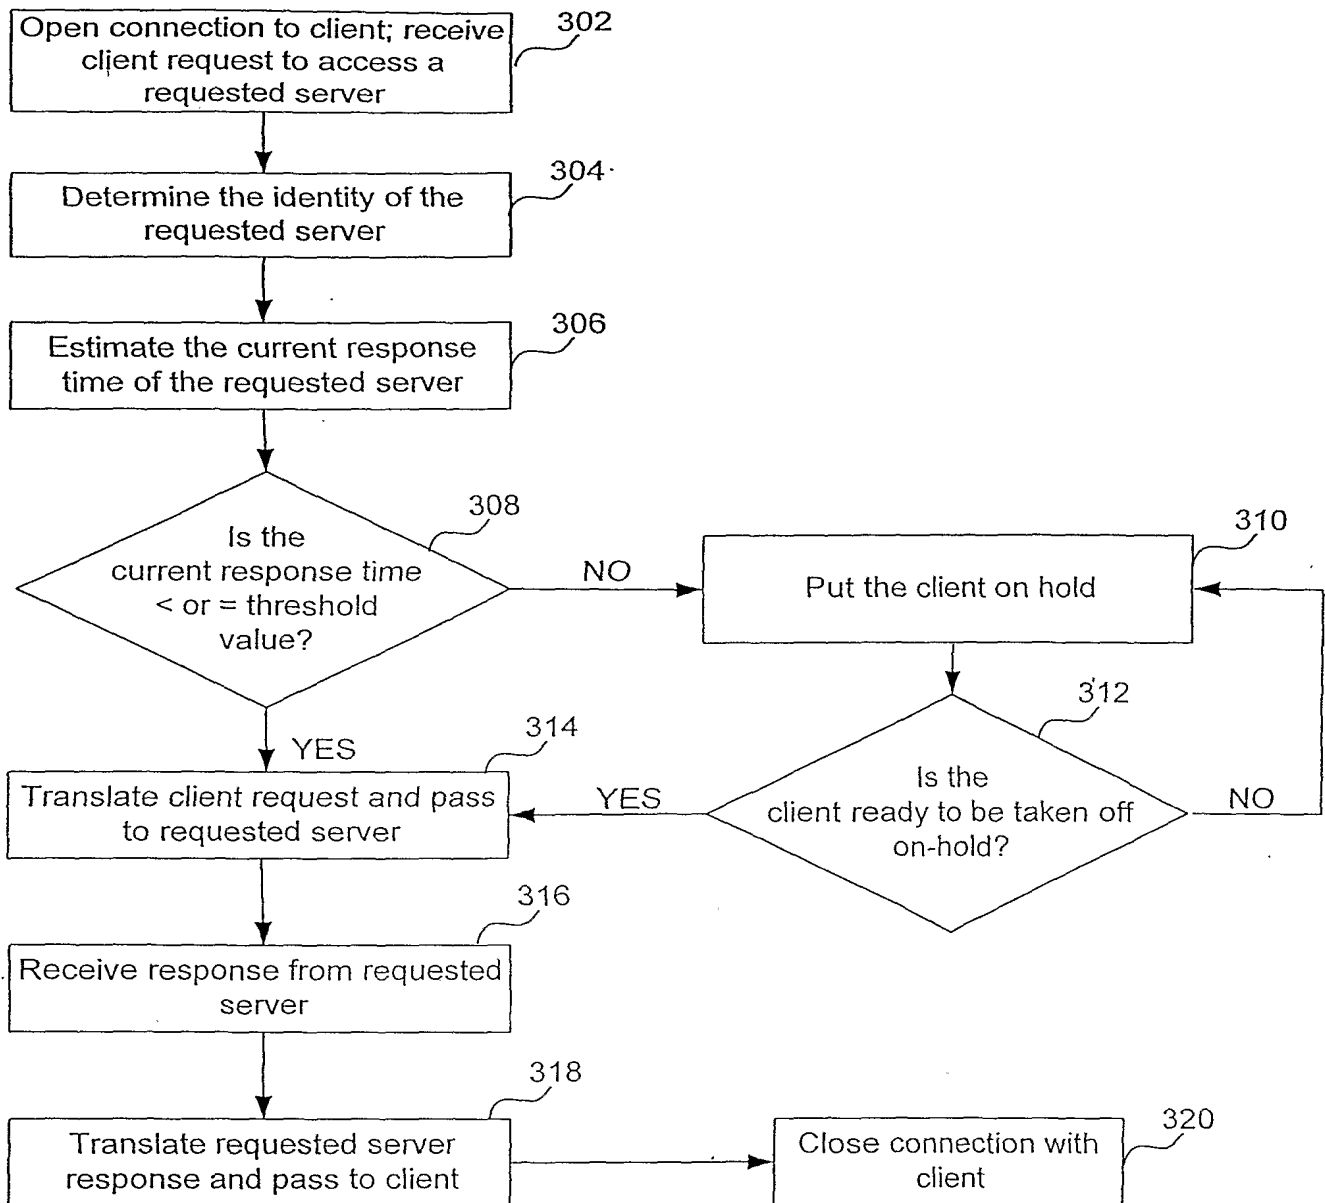 Open connection to client; receive
client request to access a
requested server
302
Determine the identity of the
requested server
304
Estimate the current response
time of the requested server
306
Is the
current response time
< or = threshold
value?
308
NO
Put the client on hold
310
Is the
client ready to be taken off
on-hold?
312
NO
YES
YES
Translate client request and pass
to requested server
314
Receive response from requested
server
316
Translate requested server
response and pass to client
318
Close connection with
client
320